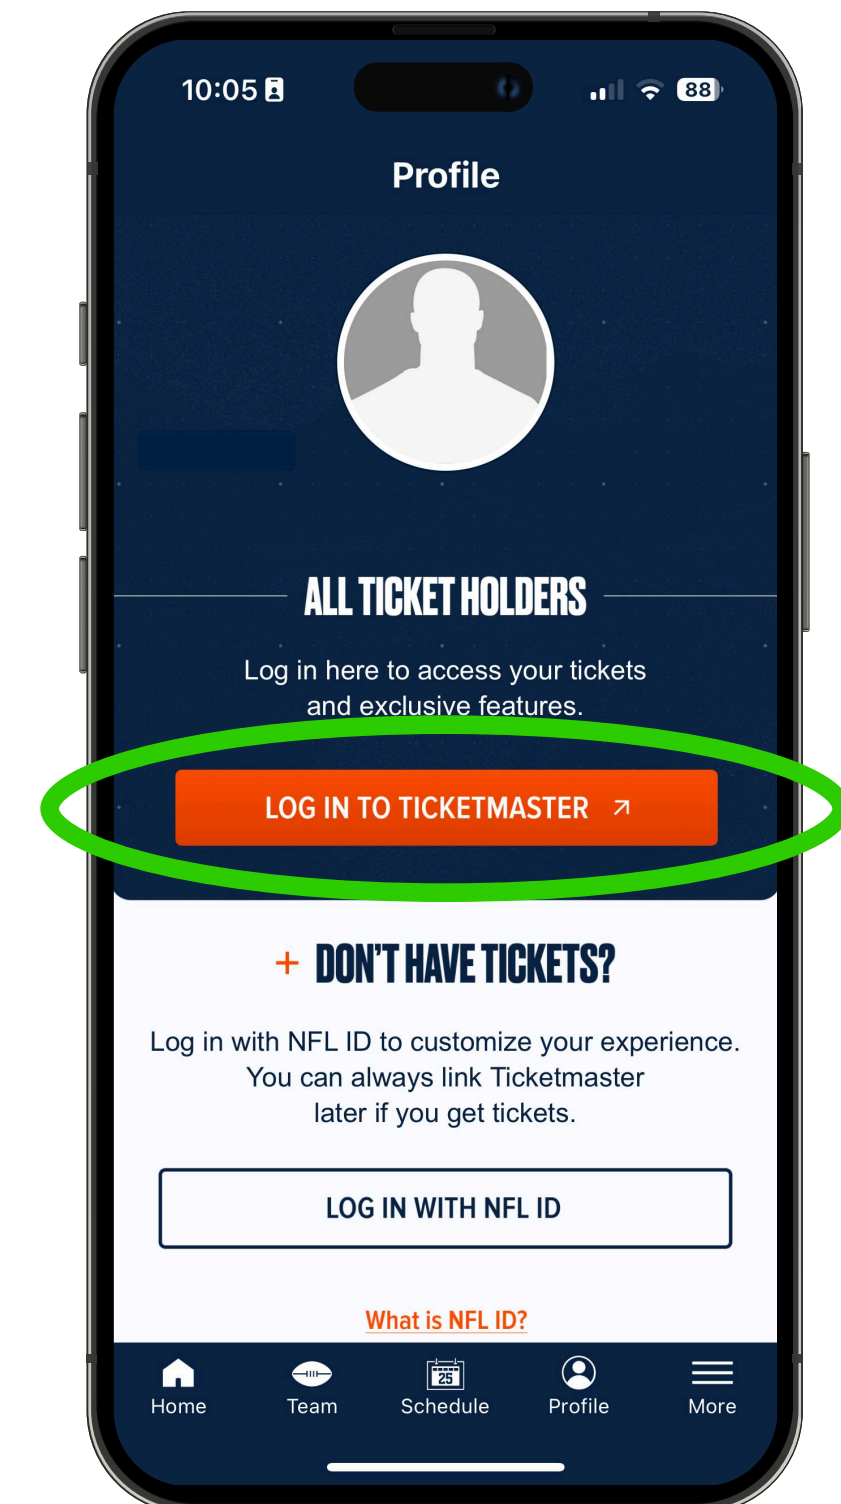 10:05
88
Profile
ALL TICKET HOLDERS
Log in here to access your tickets
and exclusive features.
LOG IN TO TICKETMASTER
+ DON'T HAVE TICKETS?
Log in with NFL ID to customize your experience.
You can always link Ticketmaster
later if you get tickets.
LOG IN WITH NFL ID
What is NFL ID?
25
Home Team Schedule Profile More